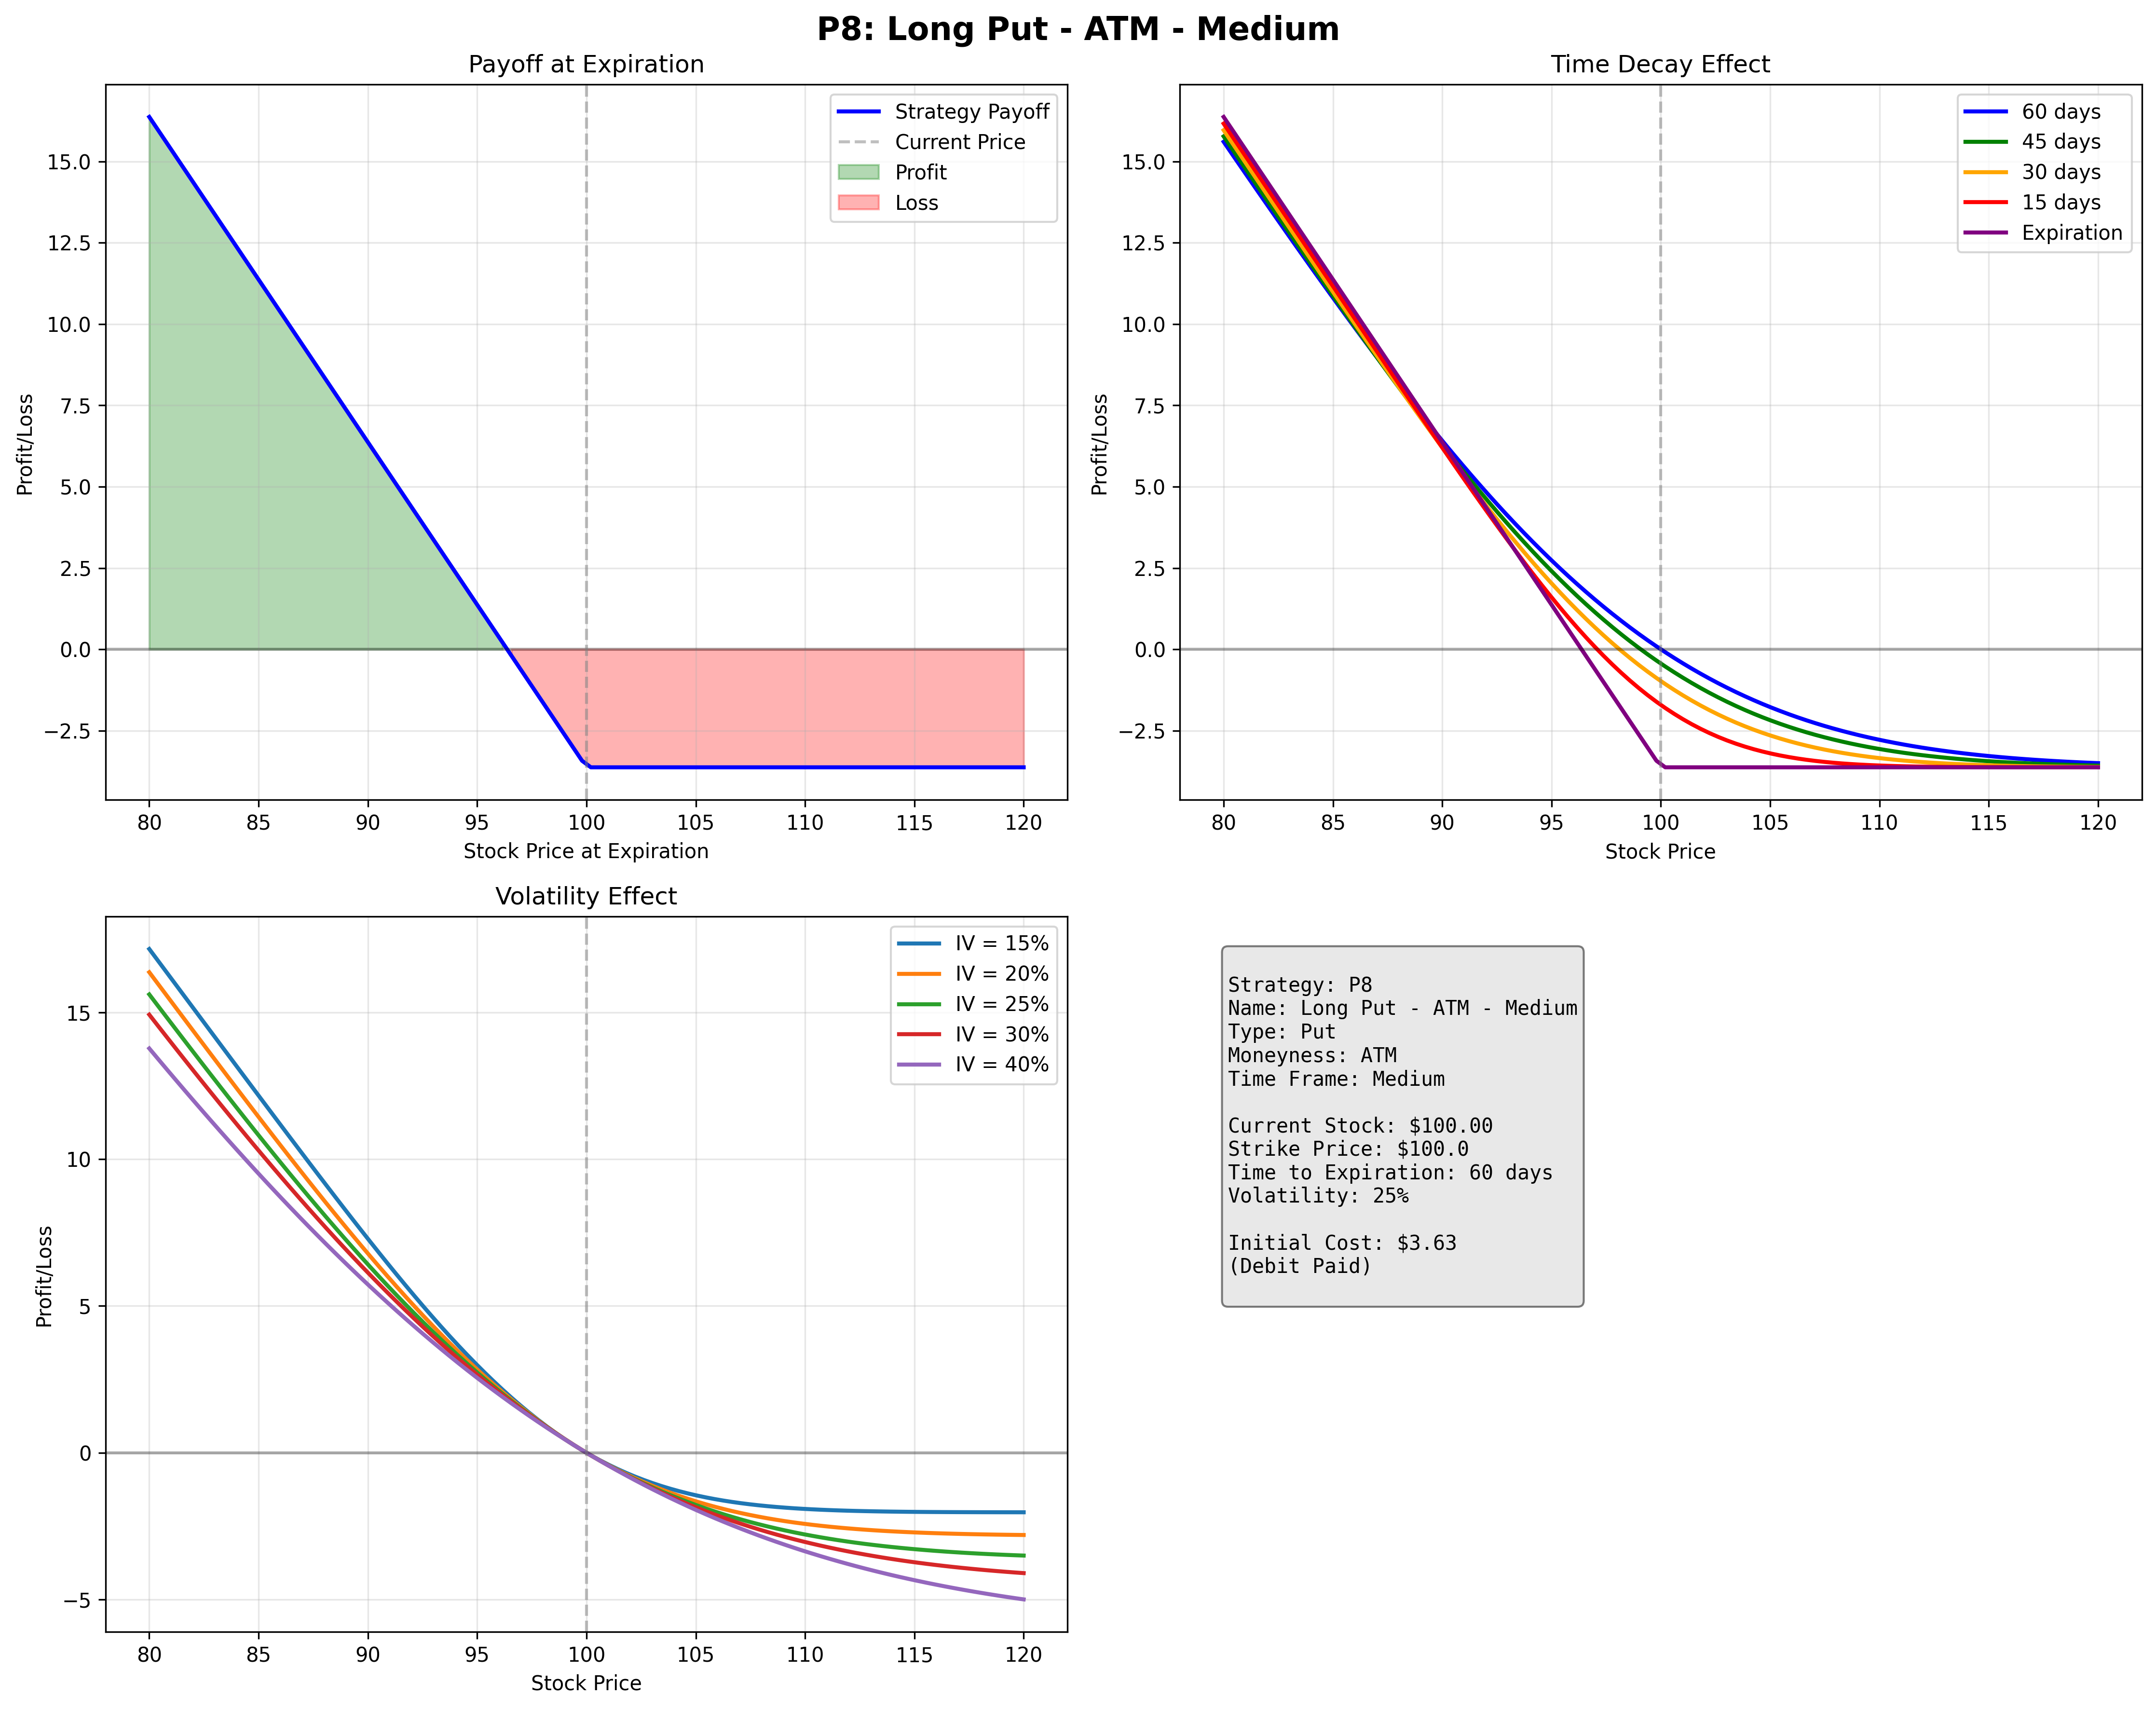 P8: Long Put - ATM - Medium
Payoff at Expiration
Strategy Payoff
Current Price
Profit
Loss
15.0
12.5
10.0
7.5
5.0
2.5
0.0
−2.5
Profit/Loss
80 85 90 95 100 105 110 115 120
Stock Price at Expiration
Time Decay Effect
60 days
45 days
30 days
15 days
Expiration
15.0
12.5
10.0
7.5
5.0
2.5
0.0
−2.5
Profit/Loss
80 85 90 95 100 105 110 115 120
Stock Price
Volatility Effect
IV = 15%
IV = 20%
IV = 25%
IV = 30%
IV = 40%
15
10
5
0
−5
Profit/Loss
80 85 90 95 100 105 110 115 120
Stock Price
Strategy: P8
Name: Long Put - ATM - Medium
Type: Put
Moneyness: ATM
Time Frame: Medium
Current Stock: $100.00
Strike Price: $100.0
Time to Expiration: 60 days
Volatility: 25%
Initial Cost: $3.63
(Debit Paid)